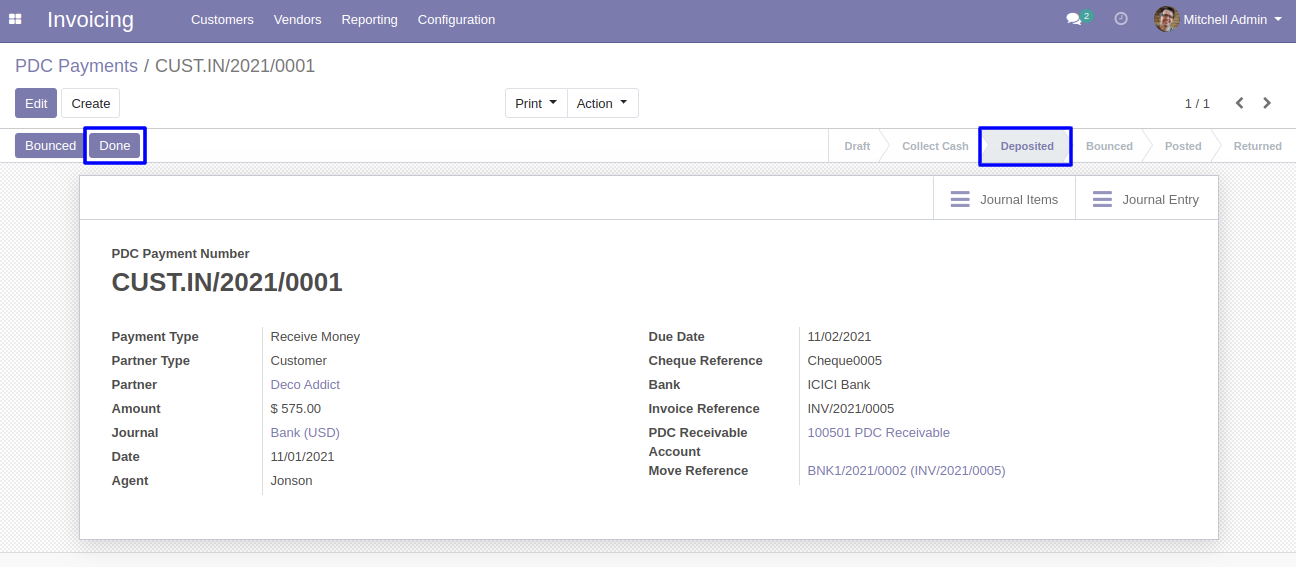 Invoicing Customers Vendors Reporting Configuration 2 Mitchell Admin
PDC Payments / CUST.IN/2021/0001
Edit Create Print Action 1 / 1
Bounced Done Draft Collect Cash Deposited Bounced Posted Returned
Journal Items Journal Entry
PDC Payment Number
CUST.IN/2021/0001
Payment Type Receive Money Due Date 11/02/2021
Partner Type Customer Cheque Reference Cheque0005
Partner Deco Addict Bank ICICI Bank
Amount $ 575.00 Invoice Reference INV/2021/0005
Journal Bank (USD) PDC Receivable 100501 PDC Receivable
Account
Date 11/01/2021
Move Reference BNK1/2021/0002 (INV/2021/0005)
Agent Jonson